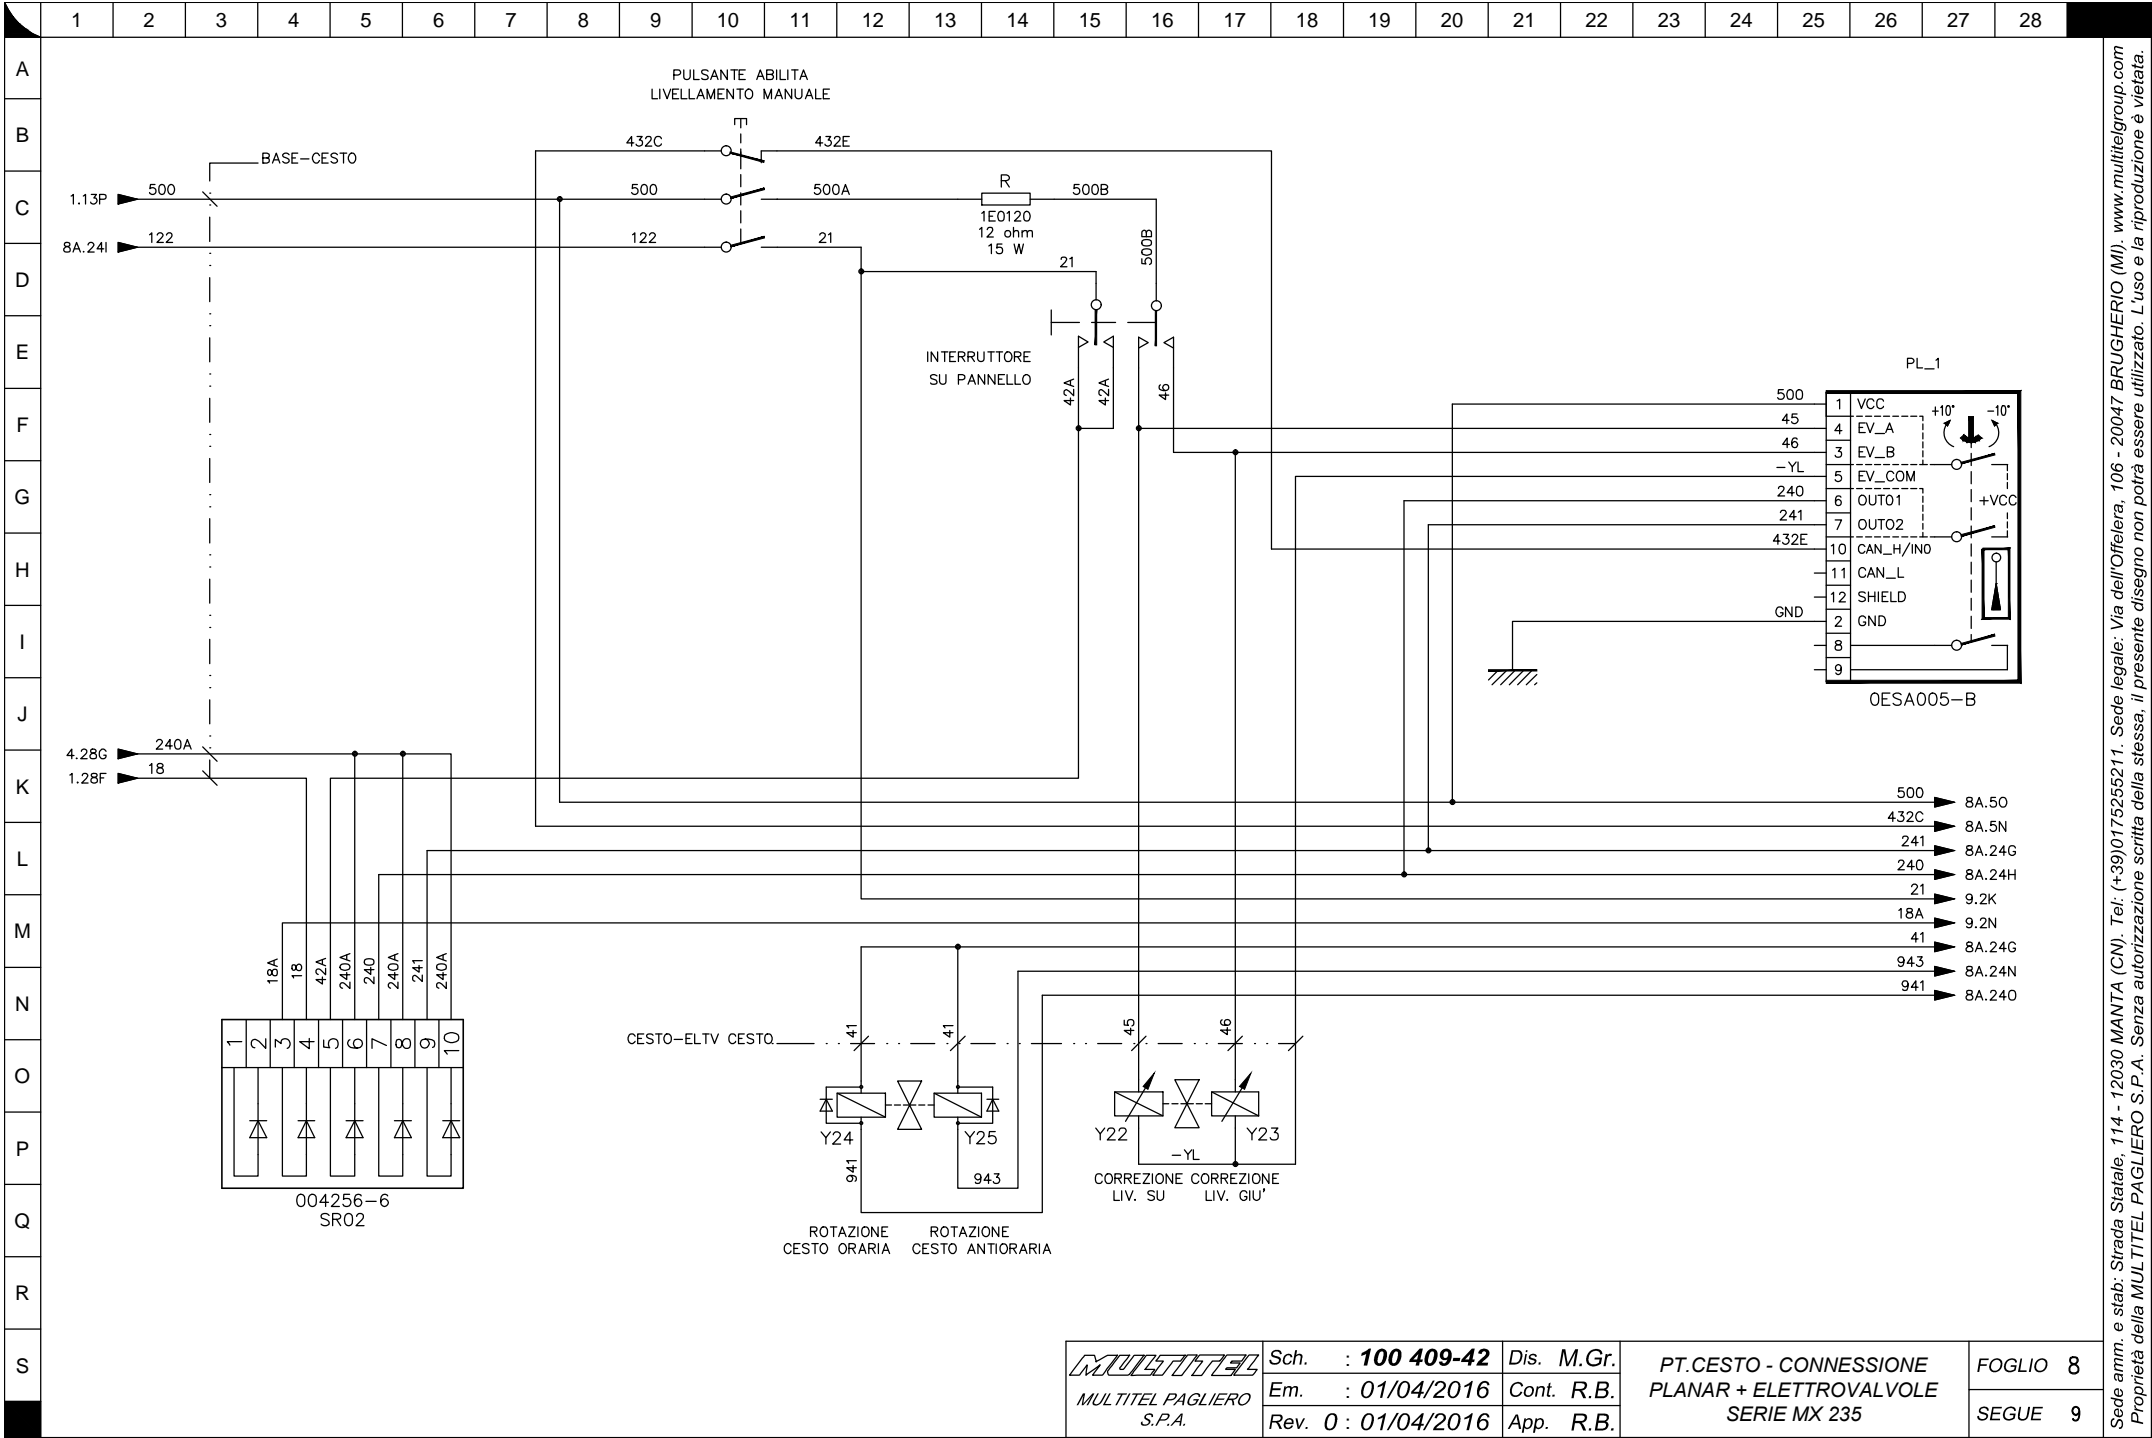 1 2 3 4 5 6 7 8 9 10 11 12 13 14 15 16 17 18 19 20 21 22 23 24 25 26 27 28
A
B
C
D
E
F
G
H
I
J
K
L
M
N
O
P
Q
R
S
PULSANTE ABILITA
LIVELLAMENTO MANUALE
432C
432E
BASE-CESTO
1.13P
500
500
500A
R
500B
1E0120
12 ohm
15 W
8A.24I
122
122
21
500B
21
INTERRUTTORE
SU PANNELLO
42A
42A
46
PL_1
500
1 VCC
45
4 EV_A
46
3 EV_B
-YL
5 EV_COM
240
6 OUT01
241
7 OUT02
432E
10 CAN_H/IN0
11 CAN_L
12 SHIELD
GND
2 GND
8
9
+10°
-10°
+VCC
0ESA005-B
4.28G
240A
1.28F
18
500
8A.5O
432C
8A.5N
241
8A.24G
240
8A.24H
21
9.2K
18A
9.2N
41
8A.24G
943
8A.24N
941
8A.24O
18A
18
42A
240A
240
240A
241
240A
1 2 3 4 5 6 7 8 9 10
004256-6
SR02
CESTO-ELTV CESTO
41
41
45
46
Y24
Y25
Y22
Y23
941
943
-YL
CORREZIONE
LIV. SU
CORREZIONE
LIV. GIU'
ROTAZIONE
CESTO ORARIA
ROTAZIONE
CESTO ANTIORARIA
MULTITEL
MULTITEL PAGLIERO
S.P.A.
Sch. : 100 409-42
Dis. M.Gr.
Em. : 01/04/2016
Cont. R.B.
Rev. 0 : 01/04/2016
App. R.B.
PT.CESTO - CONNESSIONE
PLANAR + ELETTROVALVOLE
SERIE MX 235
FOGLIO 8
SEGUE 9
Sede amm. e stab: Strada Statale, 114 - 12030 MANTA (CN). Tel: (+39)0175255211. Sede legale: Via dell'Offelera, 106 - 20047 BRUGHERIO (MI). www.multitelgroup.com
Proprietà della MULTITEL PAGLIERO S.P.A. Senza autorizzazione scritta della stessa, il presente disegno non potrà essere utilizzato. L'uso e la riproduzione è vietata.